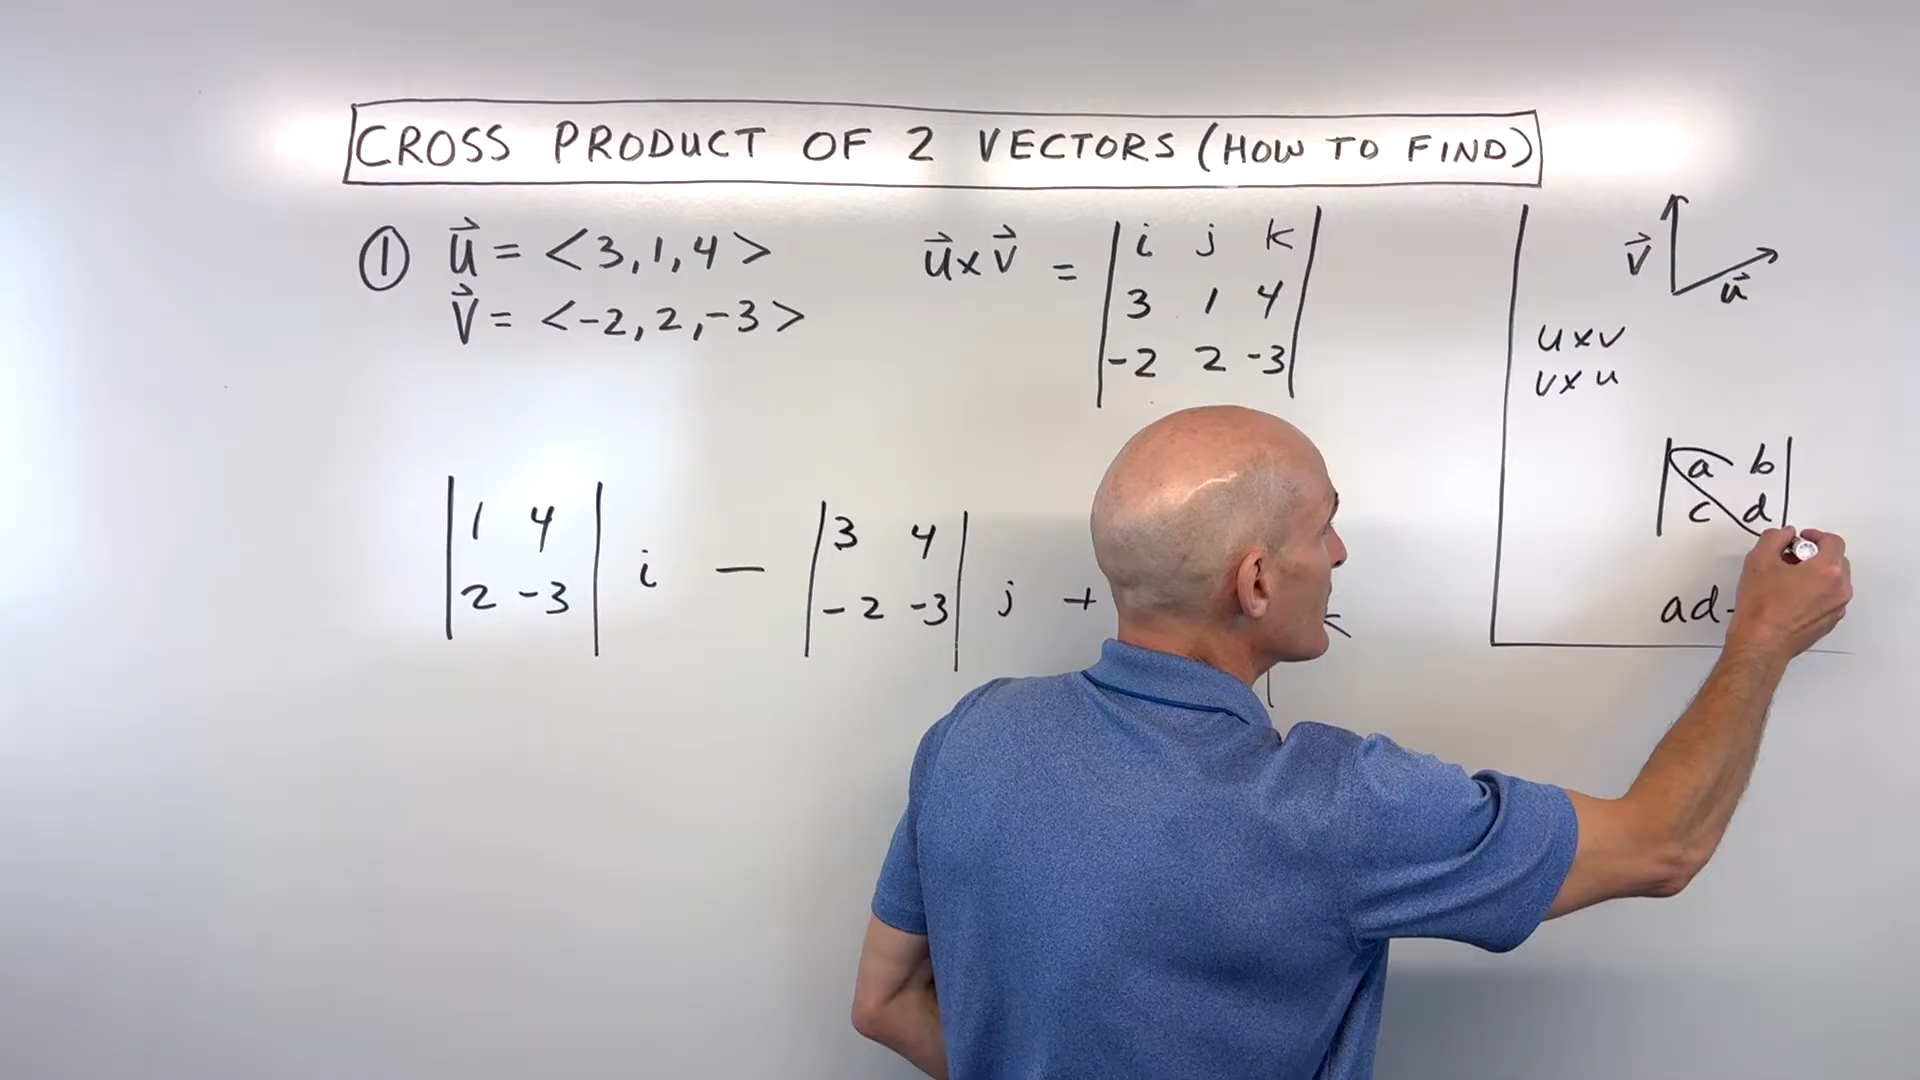 CROSS PRODUCT OF 2 VECTORS (HOW TO FIND)
① u⃗ = <3, 1, 4>
v⃗ = <-2, 2, -3>
u⃗ x v⃗ =
i j k
3 1 4
-2 2 -3
v⃗
u⃗
u x v
v x u
a b
c d
ad-
1 4
2 -3
i -
3 4
-2 -3
j +